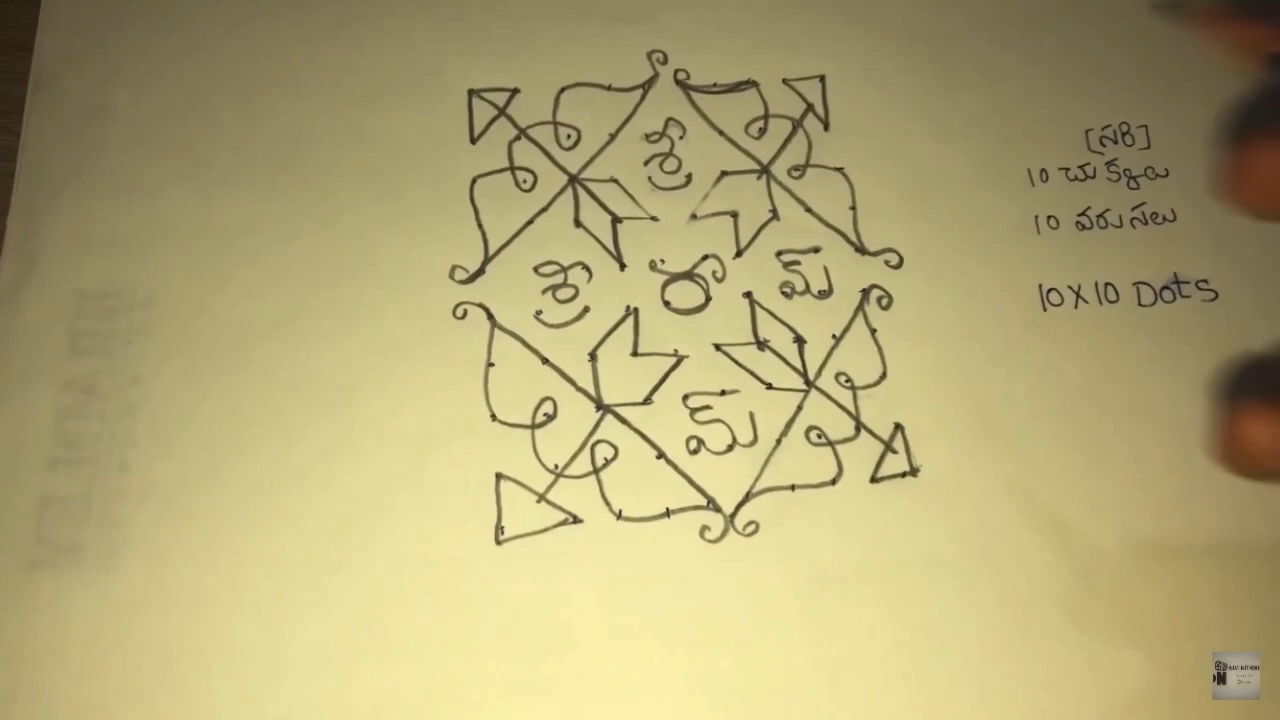 శ్రీ
శ్రీ రా మ్
మ్
[సరి]
10 చుక్కలు
10 వరుసలు
10X10 Dots